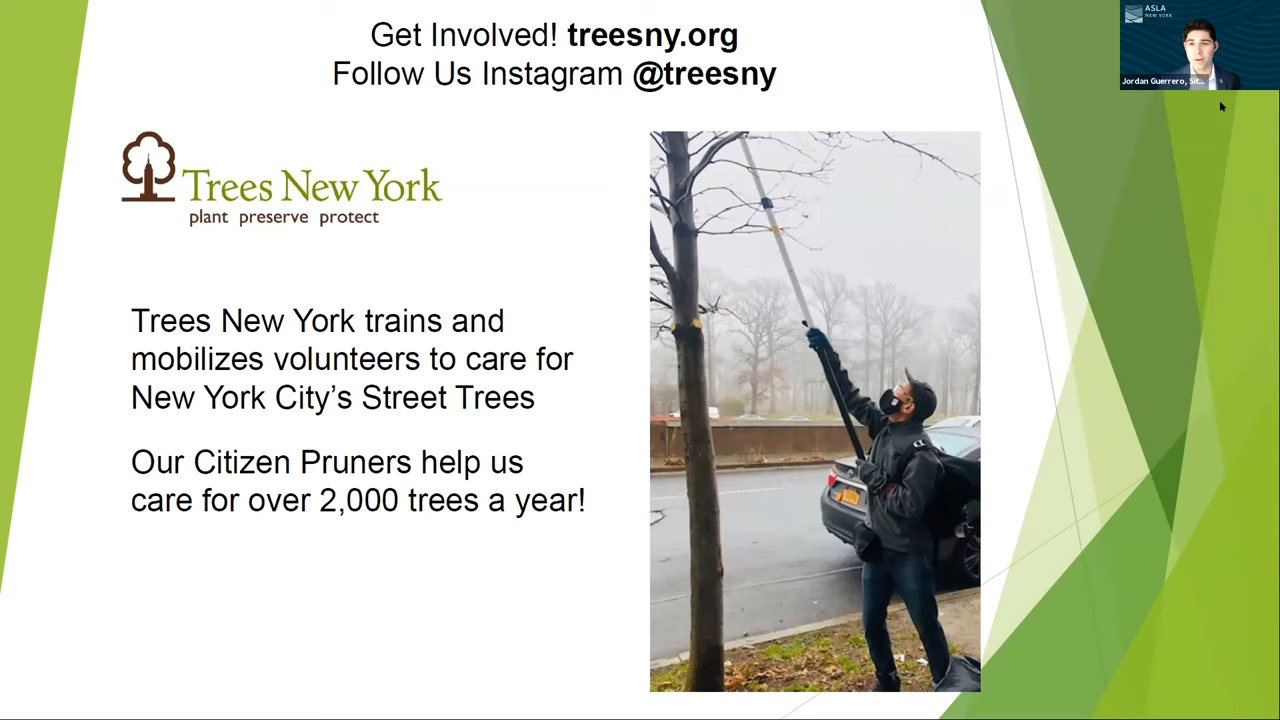 Get Involved! treesny.org
Follow Us Instagram @treesny
ASLA
NEW YORK
Jordan Guerrero, Sit...
Trees New York
plant preserve protect
Trees New York trains and
mobilizes volunteers to care for
New York City’s Street Trees
Our Citizen Pruners help us
care for over 2,000 trees a year!